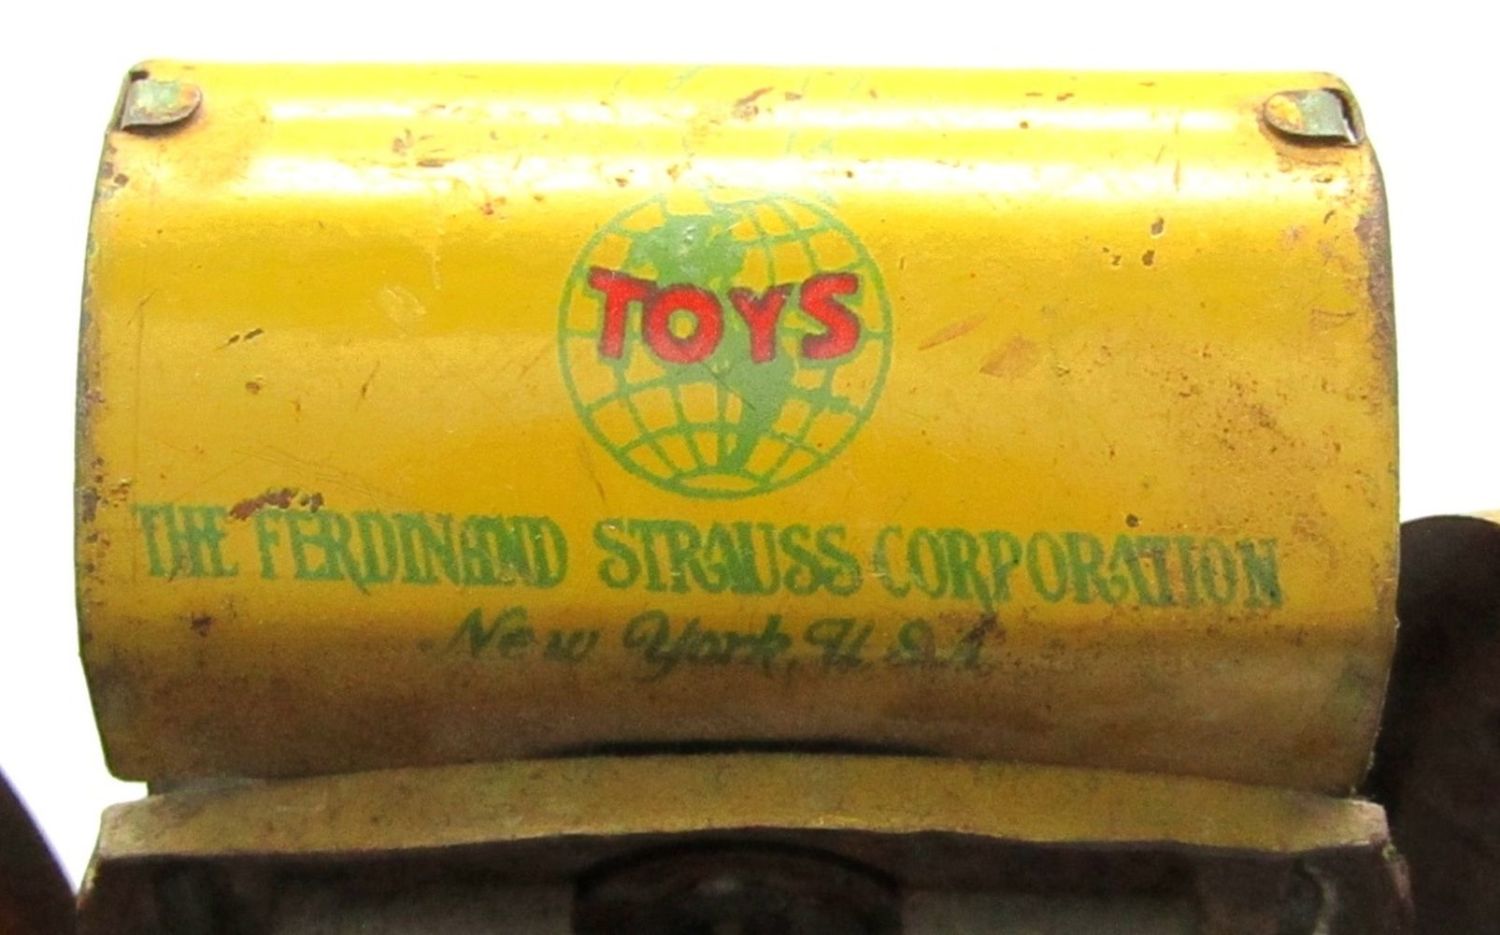 TOYS
THE FERDINAND STRAUSS CORPORATION
New York, U.S.A.